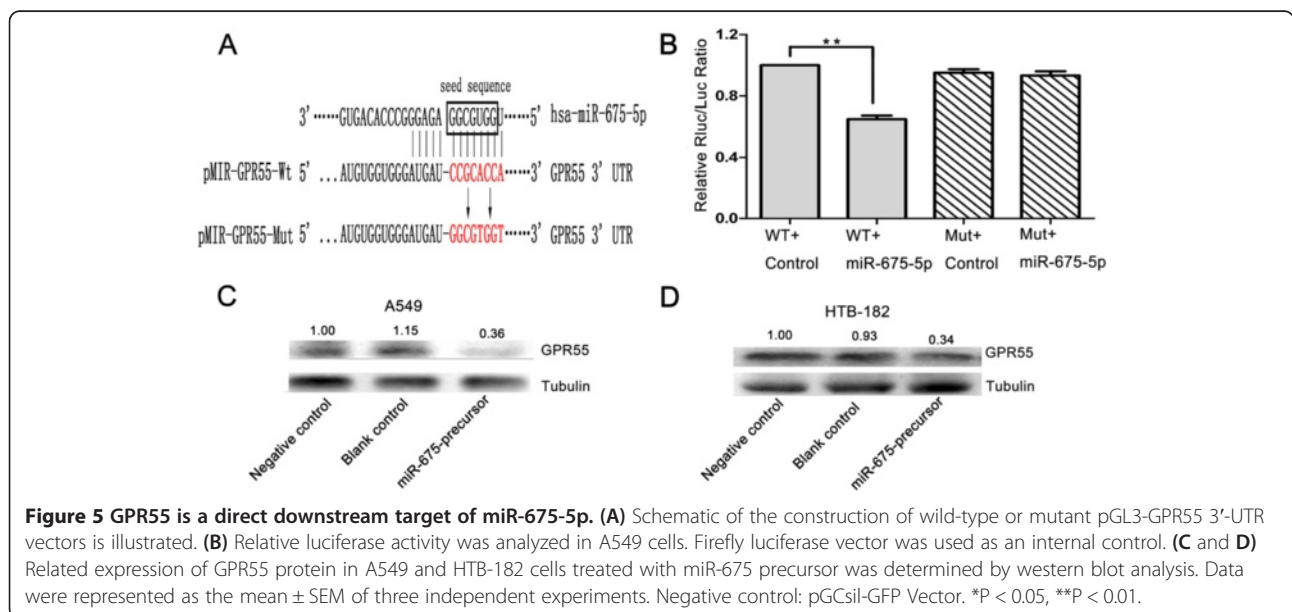 A
seed sequence
3' ······GUGACACCCGGGAGA GGCGUGGU ······5' hsa-miR-675-5p
pMIR-GPR55-Wt 5' ...AUGUGGUGGGAUGAU-CCGCACCA······3' GPR55 3' UTR
pMIR-GPR55-Mut 5' ...AUGUGGUGGGAUGAU-GGCGTGGT······3' GPR55 3' UTR
B
Relative Rluc/Luc Ratio
1.2
0.9
0.6
0.3
0.0
**
WT+ Control
WT+ miR-675-5p
Mut+ Control
Mut+ miR-675-5p
C
A549
1.00 1.15 0.36
GPR55
Tubulin
Negative control
Blank control
miR-675-precursor
D
HTB-182
1.00 0.93 0.34
GPR55
Tubulin
Negative control
Blank control
miR-675-precursor
Figure 5 GPR55 is a direct downstream target of miR-675-5p. (A) Schematic of the construction of wild-type or mutant pGL3-GPR55 3′-UTR
vectors is illustrated. (B) Relative luciferase activity was analyzed in A549 cells. Firefly luciferase vector was used as an internal control. (C and D)
Related expression of GPR55 protein in A549 and HTB-182 cells treated with miR-675 precursor was determined by western blot analysis. Data
were represented as the mean ± SEM of three independent experiments. Negative control: pGCsil-GFP Vector. *P < 0.05, **P < 0.01.